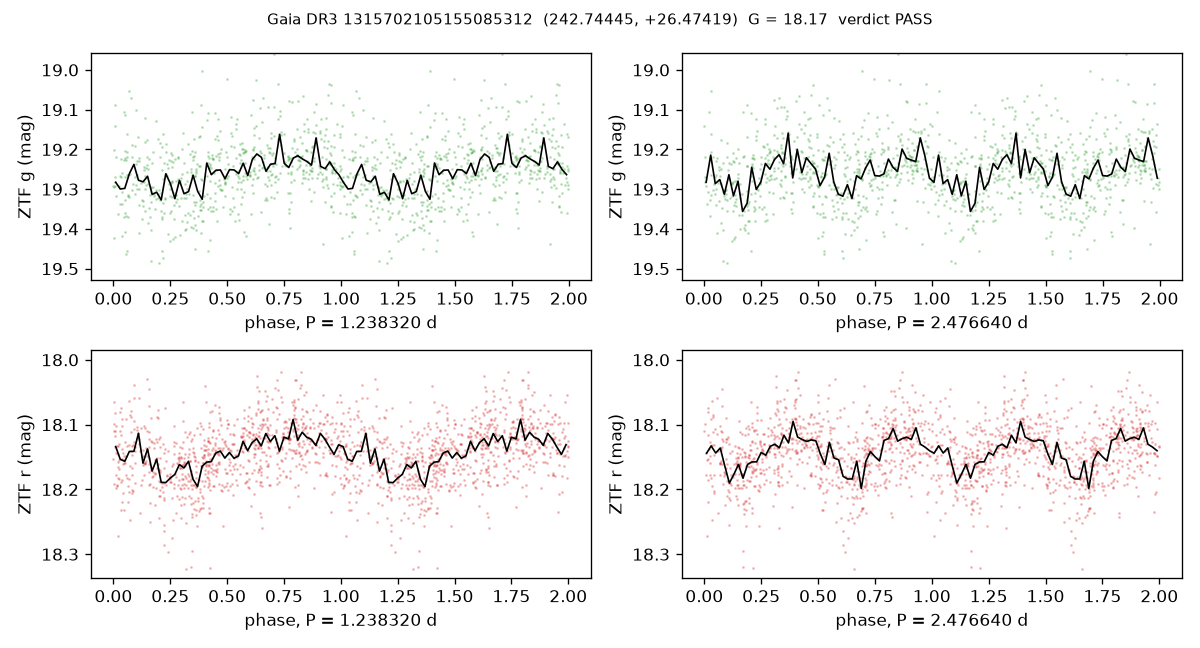 Gaia DR3 1315702105155085312 (242.74445, +26.47419) G = 18.17 verdict PASS
ZTF g (mag)
19.0
19.1
19.2
19.3
19.4
19.5
0.00 0.25 0.50 0.75 1.00 1.25 1.50 1.75 2.00
phase, P = 1.238320 d
0.00 0.25 0.50 0.75 1.00 1.25 1.50 1.75 2.00
phase, P = 2.476640 d
ZTF g (mag)
19.0
19.1
19.2
19.3
19.4
19.5
ZTF r (mag)
18.0
18.1
18.2
18.3
0.00 0.25 0.50 0.75 1.00 1.25 1.50 1.75 2.00
phase, P = 1.238320 d
ZTF r (mag)
18.0
18.1
18.2
18.3
0.00 0.25 0.50 0.75 1.00 1.25 1.50 1.75 2.00
phase, P = 2.476640 d